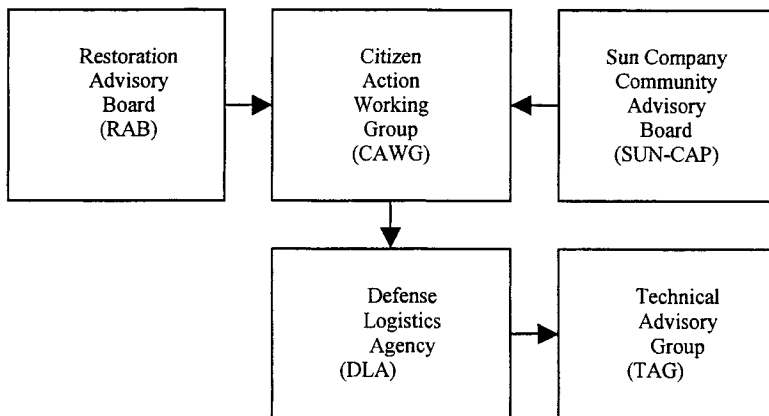 Restoration
Advisory
Board
(RAB)
Citizen
Action
Working
Group
(CAWG)
Sun Company
Community
Advisory
Board
(SUN-CAP)
Defense
Logistics
Agency
(DLA)
Technical
Advisory
Group
(TAG)